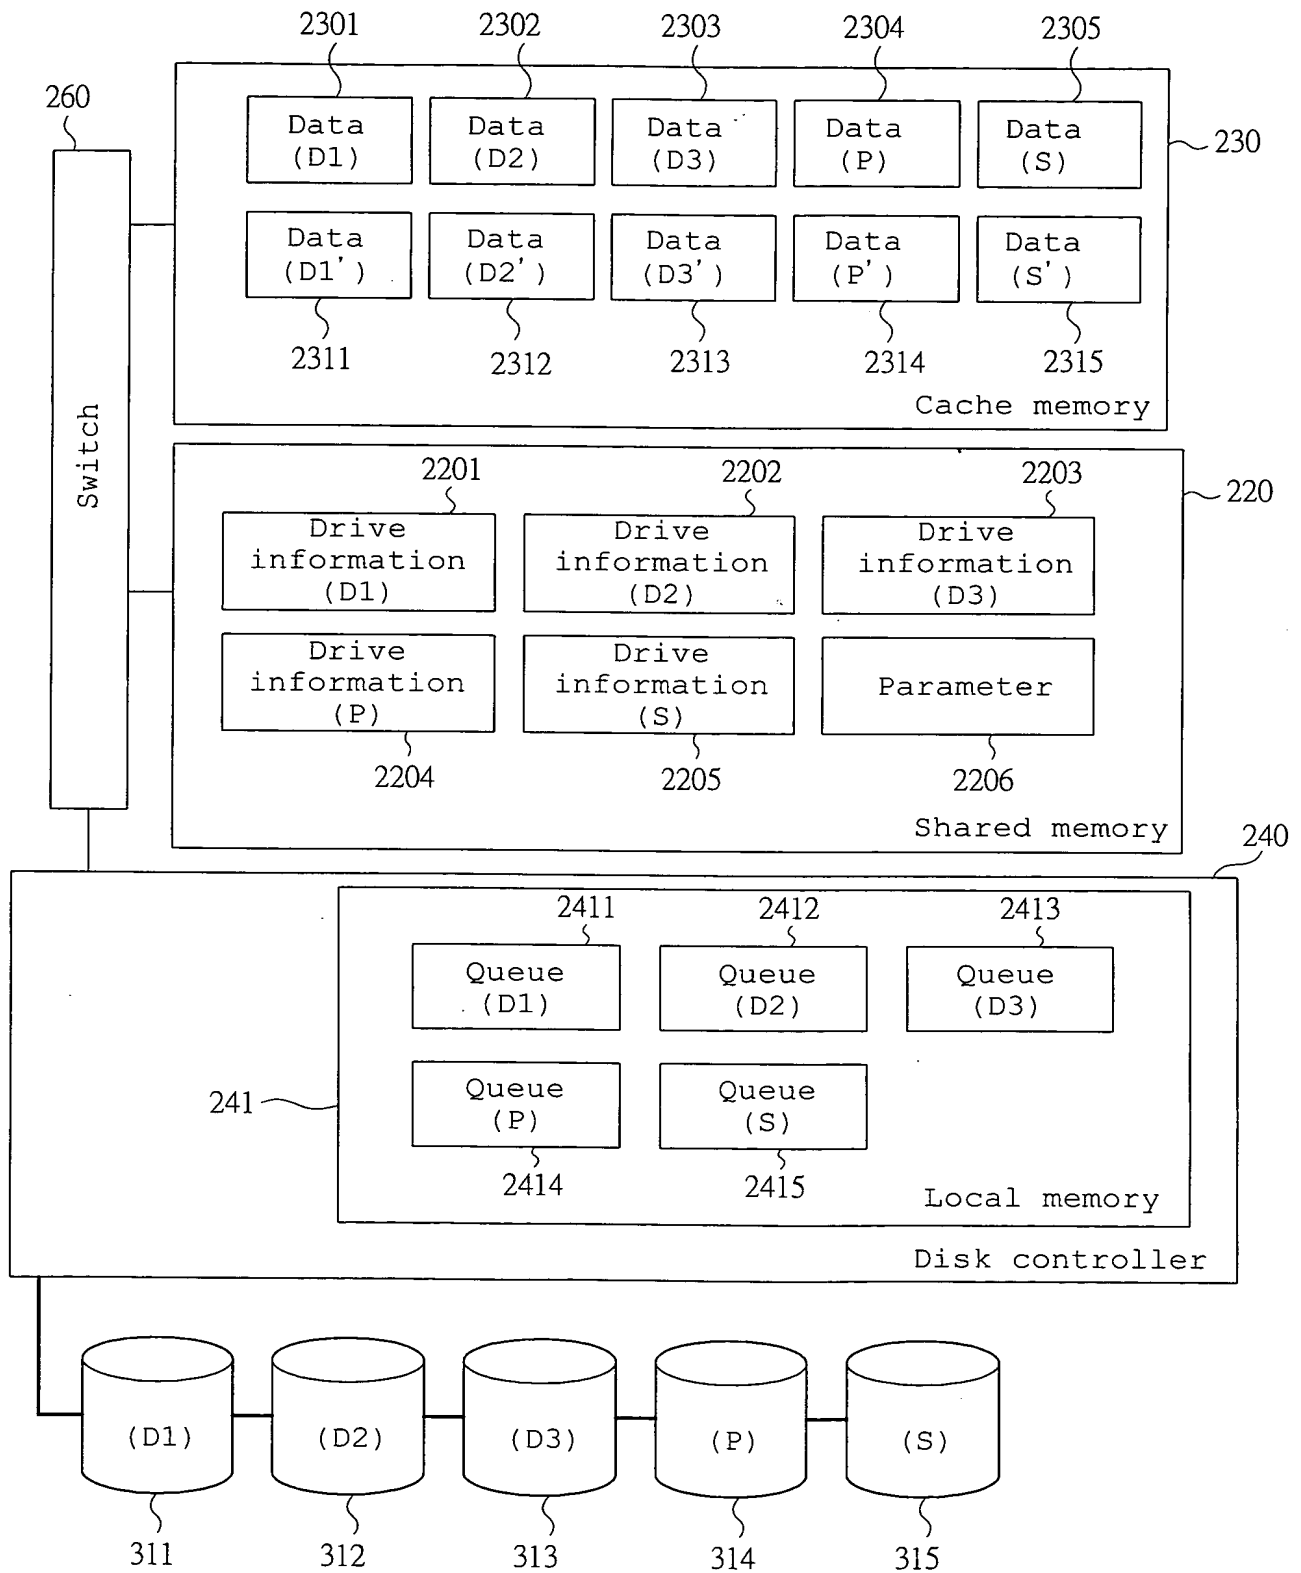 2301 2302 2303 2304 2305
260
230
Data Data Data Data Data
(D1) (D2) (D3) (P) (S)
Data Data Data Data Data
(D1') (D2') (D3') (P') (S')
2311 2312 2313 2314 2315
Cache memory
Switch
2201 2202 2203
220
Drive Drive Drive
information information information
(D1) (D2) (D3)
Drive Drive
information information Parameter
(P) (S)
2204 2205 2206
Shared memory
240
2411 2412 2413
Queue Queue Queue
(D1) (D2) (D3)
241
Queue Queue
(P) (S)
2414 2415
Local memory
Disk controller
(D1) (D2) (D3) (P) (S)
311 312 313 314 315